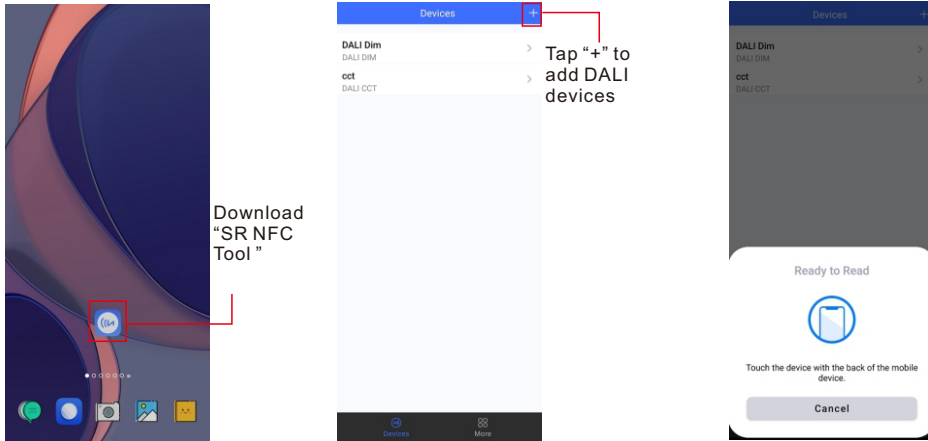 Download
“SR NFC
Tool ”
Devices
+
DALI Dim
DALI DIM
cct
DALI CCT
Devices
More
Tap “+” to
add DALI
devices
Devices
+
DALI Dim
DALI DIM
cct
DALI CCT
Ready to Read
Touch the device with the back of the mobile
device.
Cancel